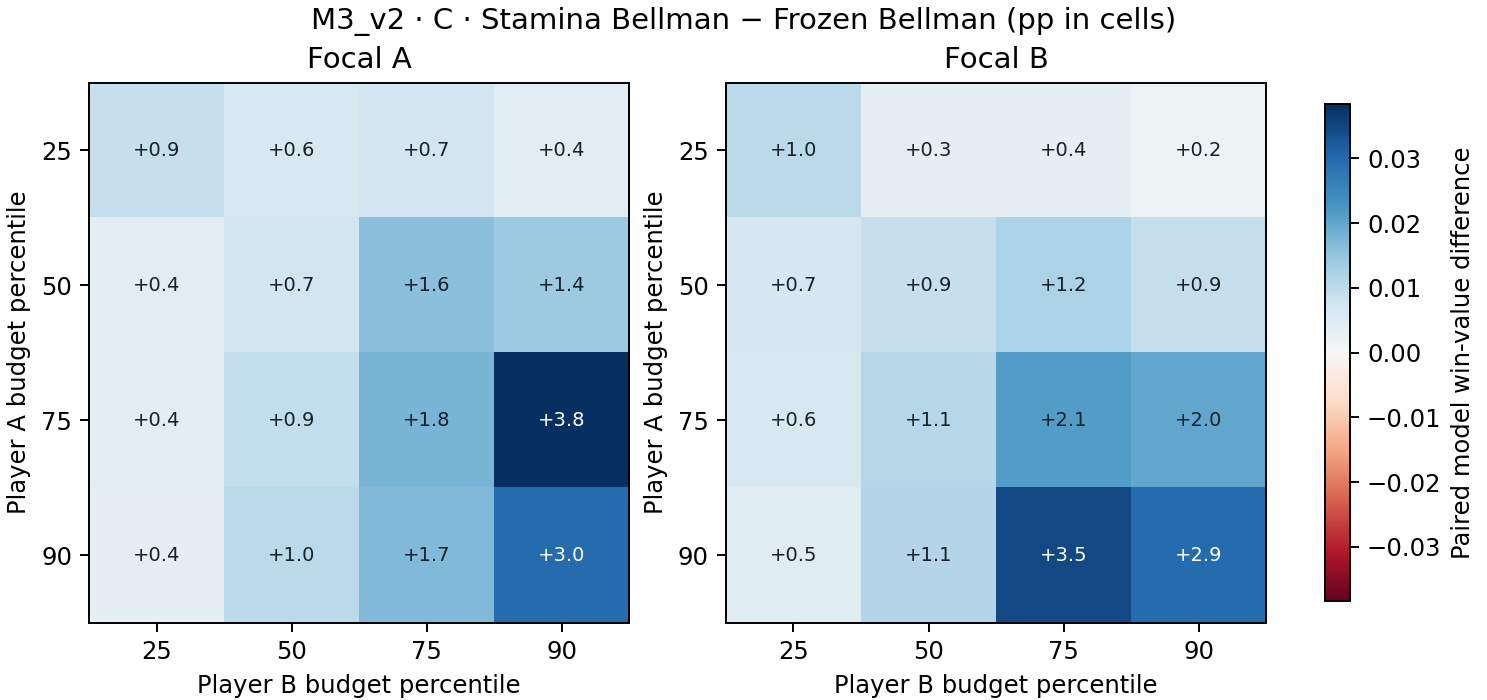 M3_v2 · C · Stamina Bellman − Frozen Bellman (pp in cells)
Focal A
Player A budget percentile
25 +0.9 +0.6 +0.7 +0.4
50 +0.4 +0.7 +1.6 +1.4
75 +0.4 +0.9 +1.8 +3.8
90 +0.4 +1.0 +1.7 +3.0
25 50 75 90
Player B budget percentile
Focal B
Player A budget percentile
25 +1.0 +0.3 +0.4 +0.2
50 +0.7 +0.9 +1.2 +0.9
75 +0.6 +1.1 +2.1 +2.0
90 +0.5 +1.1 +3.5 +2.9
25 50 75 90
Player B budget percentile
0.03
0.02
0.01
0.00
−0.01
−0.02
−0.03
Paired model win-value difference